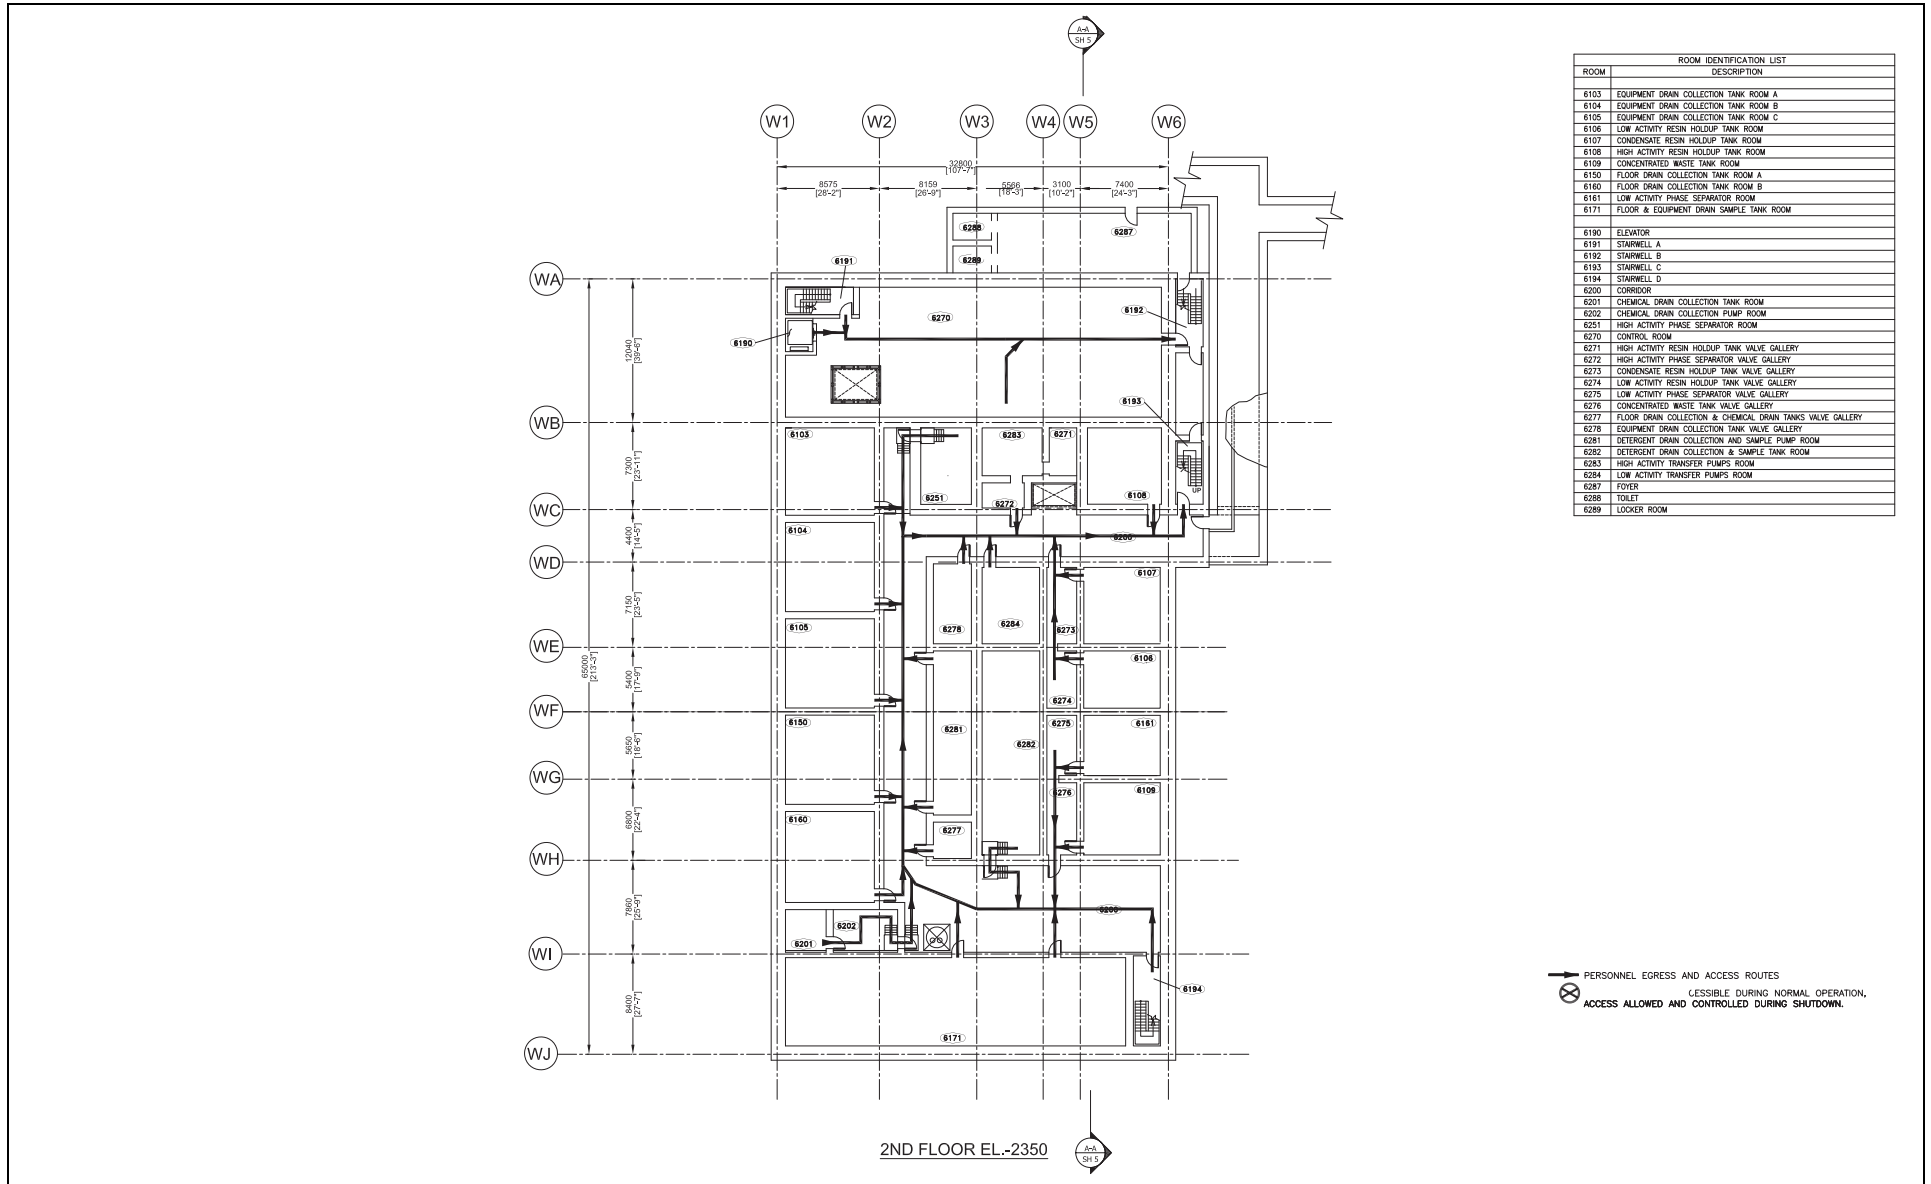 A-A
SH 5
W1 W2 W3 W4 W5 W6
32800
[107'-7"]
8575 8159 5566 3100 7400
[28'-2"] [26'-9"] [18'-3"] [10'-2"] [24'-3"]
WA
WB
WC
WD
WE
WF
WG
WH
WI
WJ
65000
[213'-3"]
12040
[39'-6"]
7300
[23'-11"]
4400
[14'-5"]
7150
[23'-5"]
5400
[17'-9"]
5650
[18'-6"]
6800
[22'-4"]
7860
[25'-9"]
8400
[27'-7"]
6288
6287
6289
6191
6270
6192
6190
6193
6103
6283
6271
6251
6272
6108
UP
6104
6200
6107
6105
6278
6284
6273
6106
6274
6150
6281
6275
6161
6282
6276
6109
6160
6277
6200
6202
6201
6194
6171
2ND FLOOR EL.-2350
A-A
SH 5
ROOM IDENTIFICATION LIST
ROOM DESCRIPTION
6103 EQUIPMENT DRAIN COLLECTION TANK ROOM A
6104 EQUIPMENT DRAIN COLLECTION TANK ROOM B
6105 EQUIPMENT DRAIN COLLECTION TANK ROOM C
6106 LOW ACTIVITY RESIN HOLDUP TANK ROOM
6107 CONDENSATE RESIN HOLDUP TANK ROOM
6108 HIGH ACTIVITY RESIN HOLDUP TANK ROOM
6109 CONCENTRATED WASTE TANK ROOM
6150 FLOOR DRAIN COLLECTION TANK ROOM A
6160 FLOOR DRAIN COLLECTION TANK ROOM B
6161 LOW ACTIVITY PHASE SEPARATOR ROOM
6171 FLOOR & EQUIPMENT DRAIN SAMPLE TANK ROOM
6190 ELEVATOR
6191 STAIRWELL A
6192 STAIRWELL B
6193 STAIRWELL C
6194 STAIRWELL D
6200 CORRIDOR
6201 CHEMICAL DRAIN COLLECTION TANK ROOM
6202 CHEMICAL DRAIN COLLECTION PUMP ROOM
6251 HIGH ACTIVITY PHASE SEPARATOR ROOM
6270 CONTROL ROOM
6271 HIGH ACTIVITY RESIN HOLDUP TANK VALVE GALLERY
6272 HIGH ACTIVITY PHASE SEPARATOR VALVE GALLERY
6273 CONDENSATE RESIN HOLDUP TANK VALVE GALLERY
6274 LOW ACTIVITY RESIN HOLDUP TANK VALVE GALLERY
6275 LOW ACTIVITY PHASE SEPARATOR VALVE GALLERY
6276 CONCENTRATED WASTE TANK VALVE GALLERY
6277 FLOOR DRAIN COLLECTION & CHEMICAL DRAIN TANKS VALVE GALLERY
6278 EQUIPMENT DRAIN COLLECTION TANK VALVE GALLERY
6281 DETERGENT DRAIN COLLECTION AND SAMPLE PUMP ROOM
6282 DETERGENT DRAIN COLLECTION & SAMPLE TANK ROOM
6283 HIGH ACTIVITY TRANSFER PUMPS ROOM
6284 LOW ACTIVITY TRANSFER PUMPS ROOM
6287 FOYER
6288 TOILET
6289 LOCKER ROOM
PERSONNEL EGRESS AND ACCESS ROUTES
CESSIBLE DURING NORMAL OPERATION,
ACCESS ALLOWED AND CONTROLLED DURING SHUTDOWN.